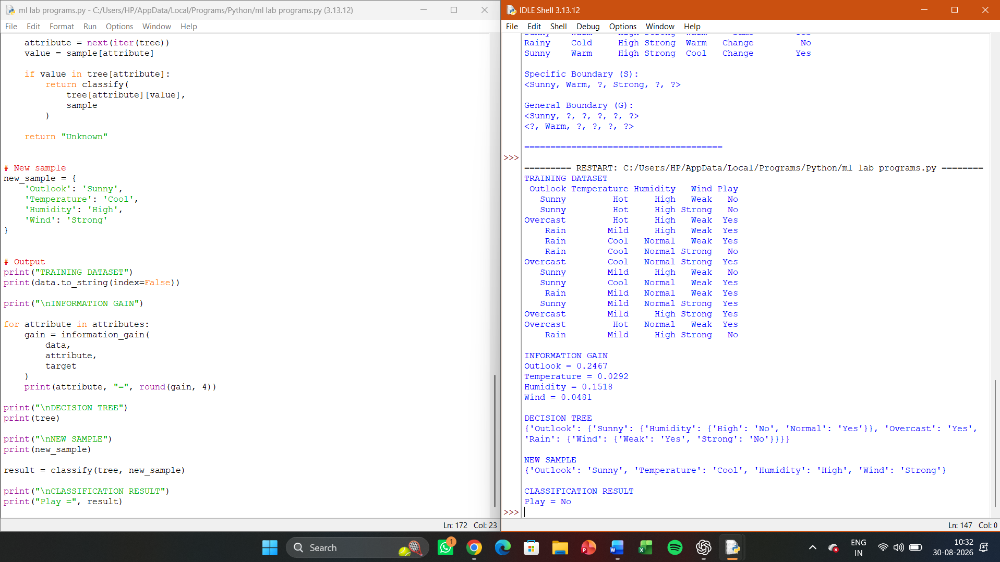 ml lab programs.py - C:/Users/HP/AppData/Local/Programs/Python/ml lab programs.py (3.13.12)
File Edit Format Run Options Window Help
    attribute = next(iter(tree))
    value = sample[attribute]

    if value in tree[attribute]:
        return classify(
            tree[attribute][value],
            sample
        )

    return "Unknown"


# New sample
new_sample = {
    'Outlook': 'Sunny',
    'Temperature': 'Cool',
    'Humidity': 'High',
    'Wind': 'Strong'
}


# Output
print("TRAINING DATASET")
print(data.to_string(index=False))

print("\nINFORMATION GAIN")

for attribute in attributes:
    gain = information_gain(
        data,
        attribute,
        target
    )
    print(attribute, "=", round(gain, 4))

print("\nDECISION TREE")
print(tree)

print("\nNEW SAMPLE")
print(new_sample)

result = classify(tree, new_sample)

print("\nCLASSIFICATION RESULT")
print("Play =", result)
Ln: 172 Col: 23
IDLE Shell 3.13.12
File Edit Shell Debug Options Window Help
Sunny    Warm     High Strong  Warm     Same        Yes
Rainy    Cold     High Strong  Warm   Change         No
Sunny    Warm     High Strong  Cool   Change        Yes

Specific Boundary (S):
<Sunny, Warm, ?, Strong, ?, ?>

General Boundary (G):
<Sunny, ?, ?, ?, ?, ?>
<?, Warm, ?, ?, ?, ?>

======================================
>>>
========= RESTART: C:/Users/HP/AppData/Local/Programs/Python/ml lab programs.py ========
TRAINING DATASET
 Outlook Temperature Humidity   Wind Play
   Sunny         Hot     High   Weak   No
   Sunny         Hot     High Strong   No
Overcast         Hot     High   Weak  Yes
    Rain        Mild     High   Weak  Yes
    Rain        Cool   Normal   Weak  Yes
    Rain        Cool   Normal Strong   No
Overcast        Cool   Normal Strong  Yes
   Sunny        Mild     High   Weak   No
   Sunny        Cool   Normal   Weak  Yes
    Rain        Mild   Normal   Weak  Yes
   Sunny        Mild   Normal Strong  Yes
Overcast        Mild     High Strong  Yes
Overcast         Hot   Normal   Weak  Yes
    Rain        Mild     High Strong   No

INFORMATION GAIN
Outlook = 0.2467
Temperature = 0.0292
Humidity = 0.1518
Wind = 0.0481

DECISION TREE
{'Outlook': {'Sunny': {'Humidity': {'High': 'No', 'Normal': 'Yes'}}, 'Overcast': 'Yes',
'Rain': {'Wind': {'Weak': 'Yes', 'Strong': 'No'}}}}

NEW SAMPLE
{'Outlook': 'Sunny', 'Temperature': 'Cool', 'Humidity': 'High', 'Wind': 'Strong'}

CLASSIFICATION RESULT
Play = No
>>>
Ln: 147 Col: 0
Search
1
ENG
IN
10:32
30-08-2026